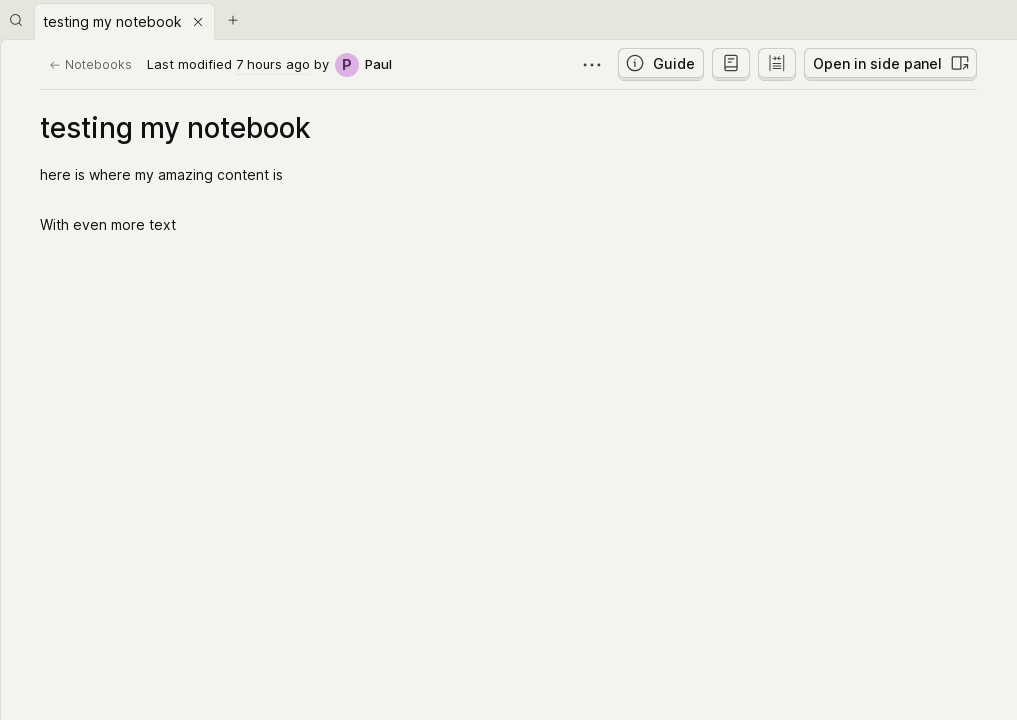 testing my notebook
Notebooks
Last modified 7 hours ago by P Paul
Guide
Open in side panel
testing my notebook
here is where my amazing content is
With even more text